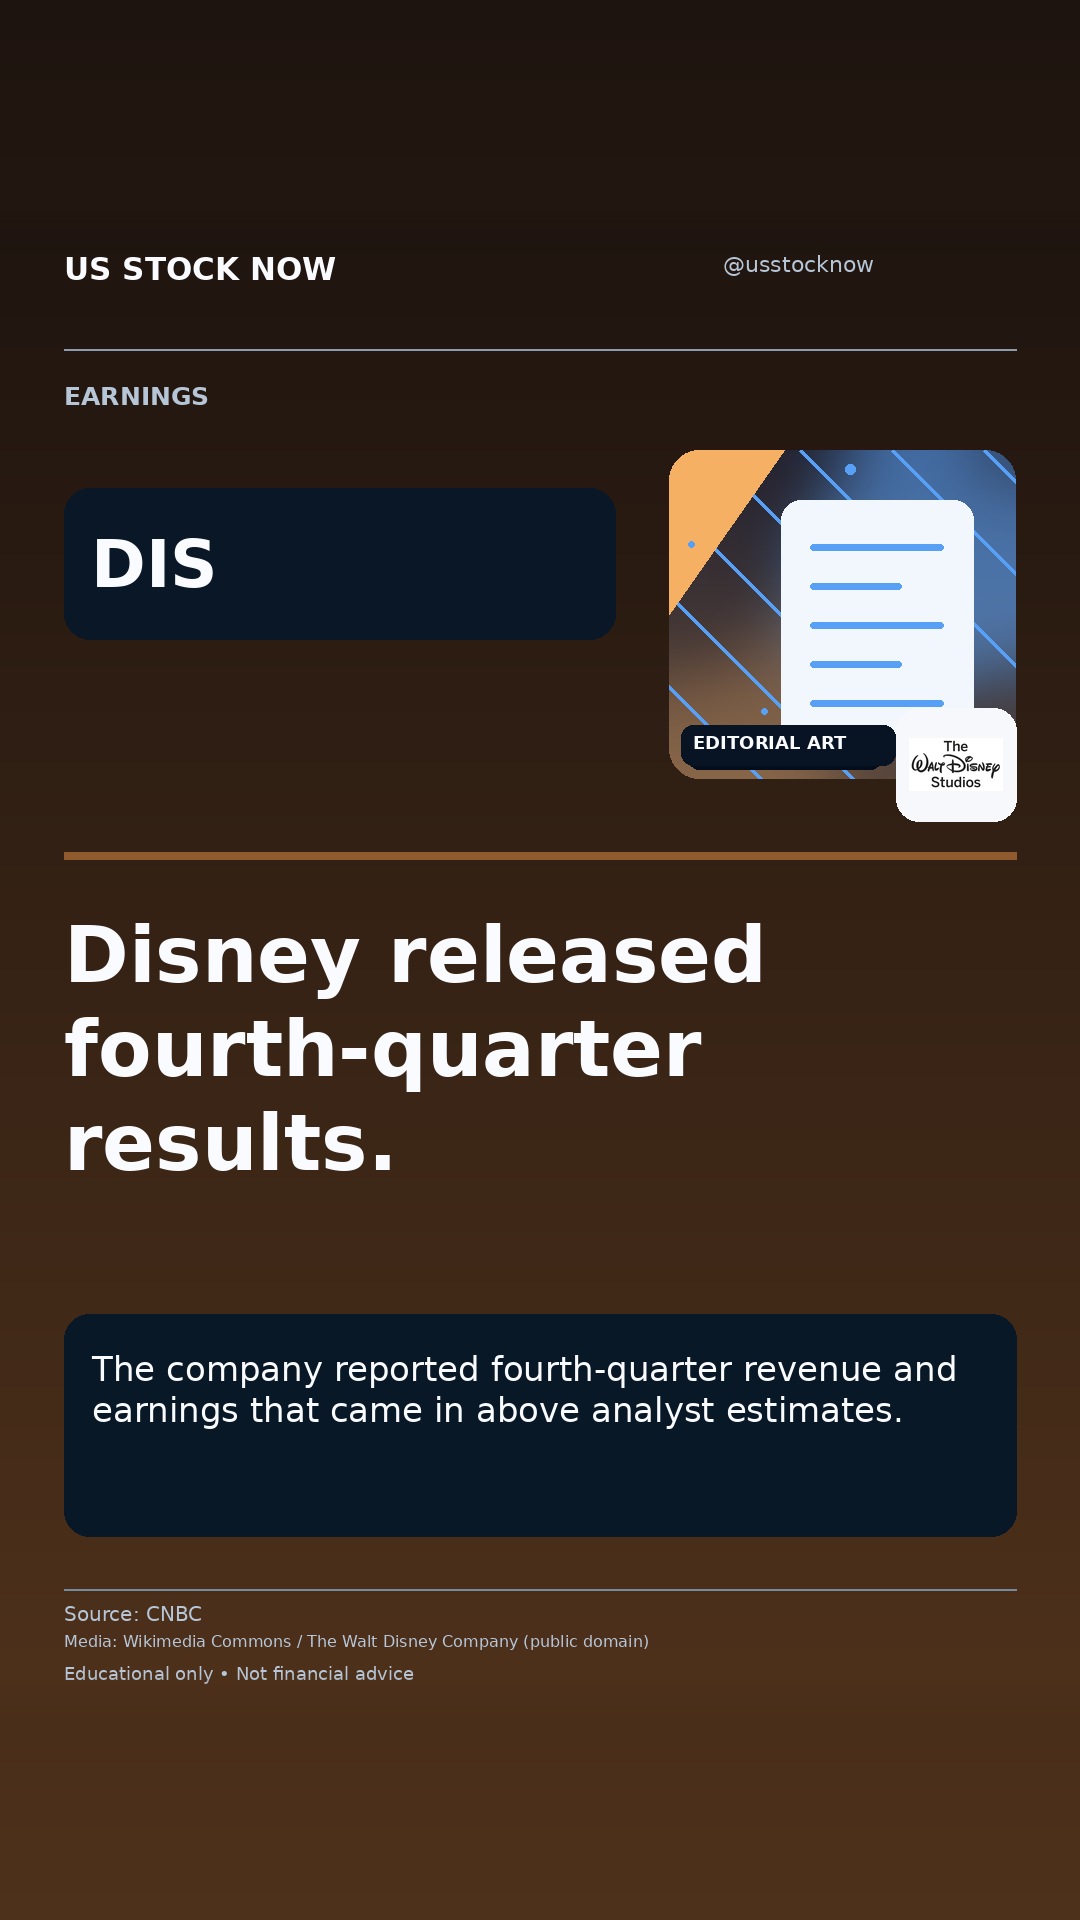 US STOCK NOW
@usstocknow
EARNINGS
DIS
EDITORIAL ART
The
Walt Disney
Studios
Disney released
fourth-quarter
results.
The company reported fourth-quarter revenue and
earnings that came in above analyst estimates.
Source: CNBC
Media: Wikimedia Commons / The Walt Disney Company (public domain)
Educational only • Not financial advice